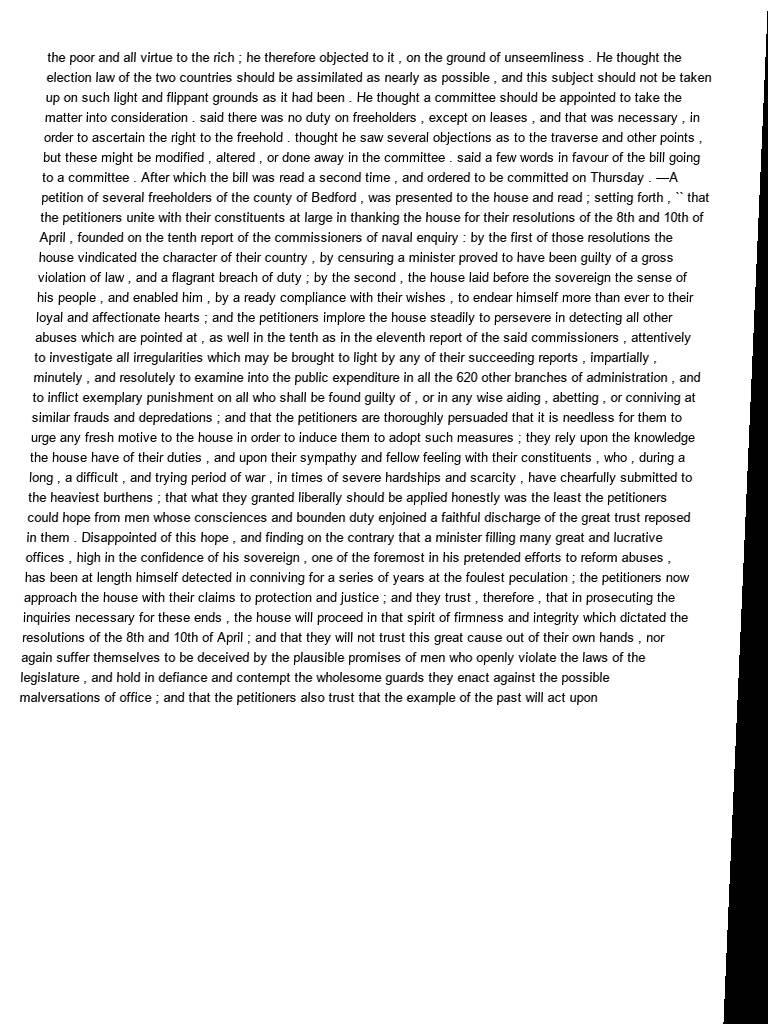 the poor and all virtue to the rich ; he therefore objected to it , on the ground of unseemliness . He thought the
election law of the two countries should be assimilated as nearly as possible , and this subject should not be taken
up on such light and flippant grounds as it had been . He thought a committee should be appointed to take the
matter into consideration . said there was no duty on freeholders , except on leases , and that was necessary , in
order to ascertain the right to the freehold . thought he saw several objections as to the traverse and other points ,
but these might be modified , altered , or done away in the committee . said a few words in favour of the bill going
to a committee . After which the bill was read a second time , and ordered to be committed on Thursday . —A
petition of several freeholders of the county of Bedford , was presented to the house and read ; setting forth , `` that
the petitioners unite with their constituents at large in thanking the house for their resolutions of the 8th and 10th of
April , founded on the tenth report of the commissioners of naval enquiry : by the first of those resolutions the
house vindicated the character of their country , by censuring a minister proved to have been guilty of a gross
violation of law , and a flagrant breach of duty ; by the second , the house laid before the sovereign the sense of
his people , and enabled him , by a ready compliance with their wishes , to endear himself more than ever to their
loyal and affectionate hearts ; and the petitioners implore the house steadily to persevere in detecting all other
abuses which are pointed at , as well in the tenth as in the eleventh report of the said commissioners , attentively
to investigate all irregularities which may be brought to light by any of their succeeding reports , impartially ,
minutely , and resolutely to examine into the public expenditure in all the 620 other branches of administration , and
to inflict exemplary punishment on all who shall be found guilty of , or in any wise aiding , abetting , or conniving at
similar frauds and depredations ; and that the petitioners are thoroughly persuaded that it is needless for them to
urge any fresh motive to the house in order to induce them to adopt such measures ; they rely upon the knowledge
the house have of their duties , and upon their sympathy and fellow feeling with their constituents , who , during a
long , a difficult , and trying period of war , in times of severe hardships and scarcity , have chearfully submitted to
the heaviest burthens ; that what they granted liberally should be applied honestly was the least the petitioners
could hope from men whose consciences and bounden duty enjoined a faithful discharge of the great trust reposed
in them . Disappointed of this hope , and finding on the contrary that a minister filling many great and lucrative
offices , high in the confidence of his sovereign , one of the foremost in his pretended efforts to reform abuses ,
has been at length himself detected in conniving for a series of years at the foulest peculation ; the petitioners now
approach the house with their claims to protection and justice ; and they trust , therefore , that in prosecuting the
inquiries necessary for these ends , the house will proceed in that spirit of firmness and integrity which dictated the
resolutions of the 8th and 10th of April ; and that they will not trust this great cause out of their own hands , nor
again suffer themselves to be deceived by the plausible promises of men who openly violate the laws of the
legislature , and hold in defiance and contempt the wholesome guards they enact against the possible
malversations of office ; and that the petitioners also trust that the example of the past will act upon